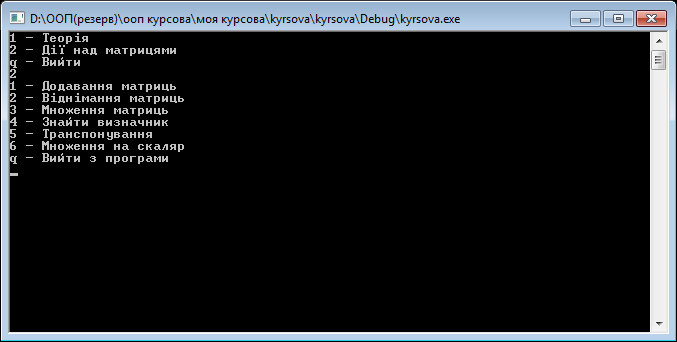 D:\ООП(резерв)\ооп курсова\моя курсова\kyrsova\kyrsova\Debug\kyrsova.exe
1 - Теорія
2 - Дії над матрицями
q - Вийти
2
1 - Додавання матриць
2 - Віднімання матриць
3 - Множення матриць
4 - Знайти визначник
5 - Транспонування
6 - Множення на скаляр
q - Вийти з програми